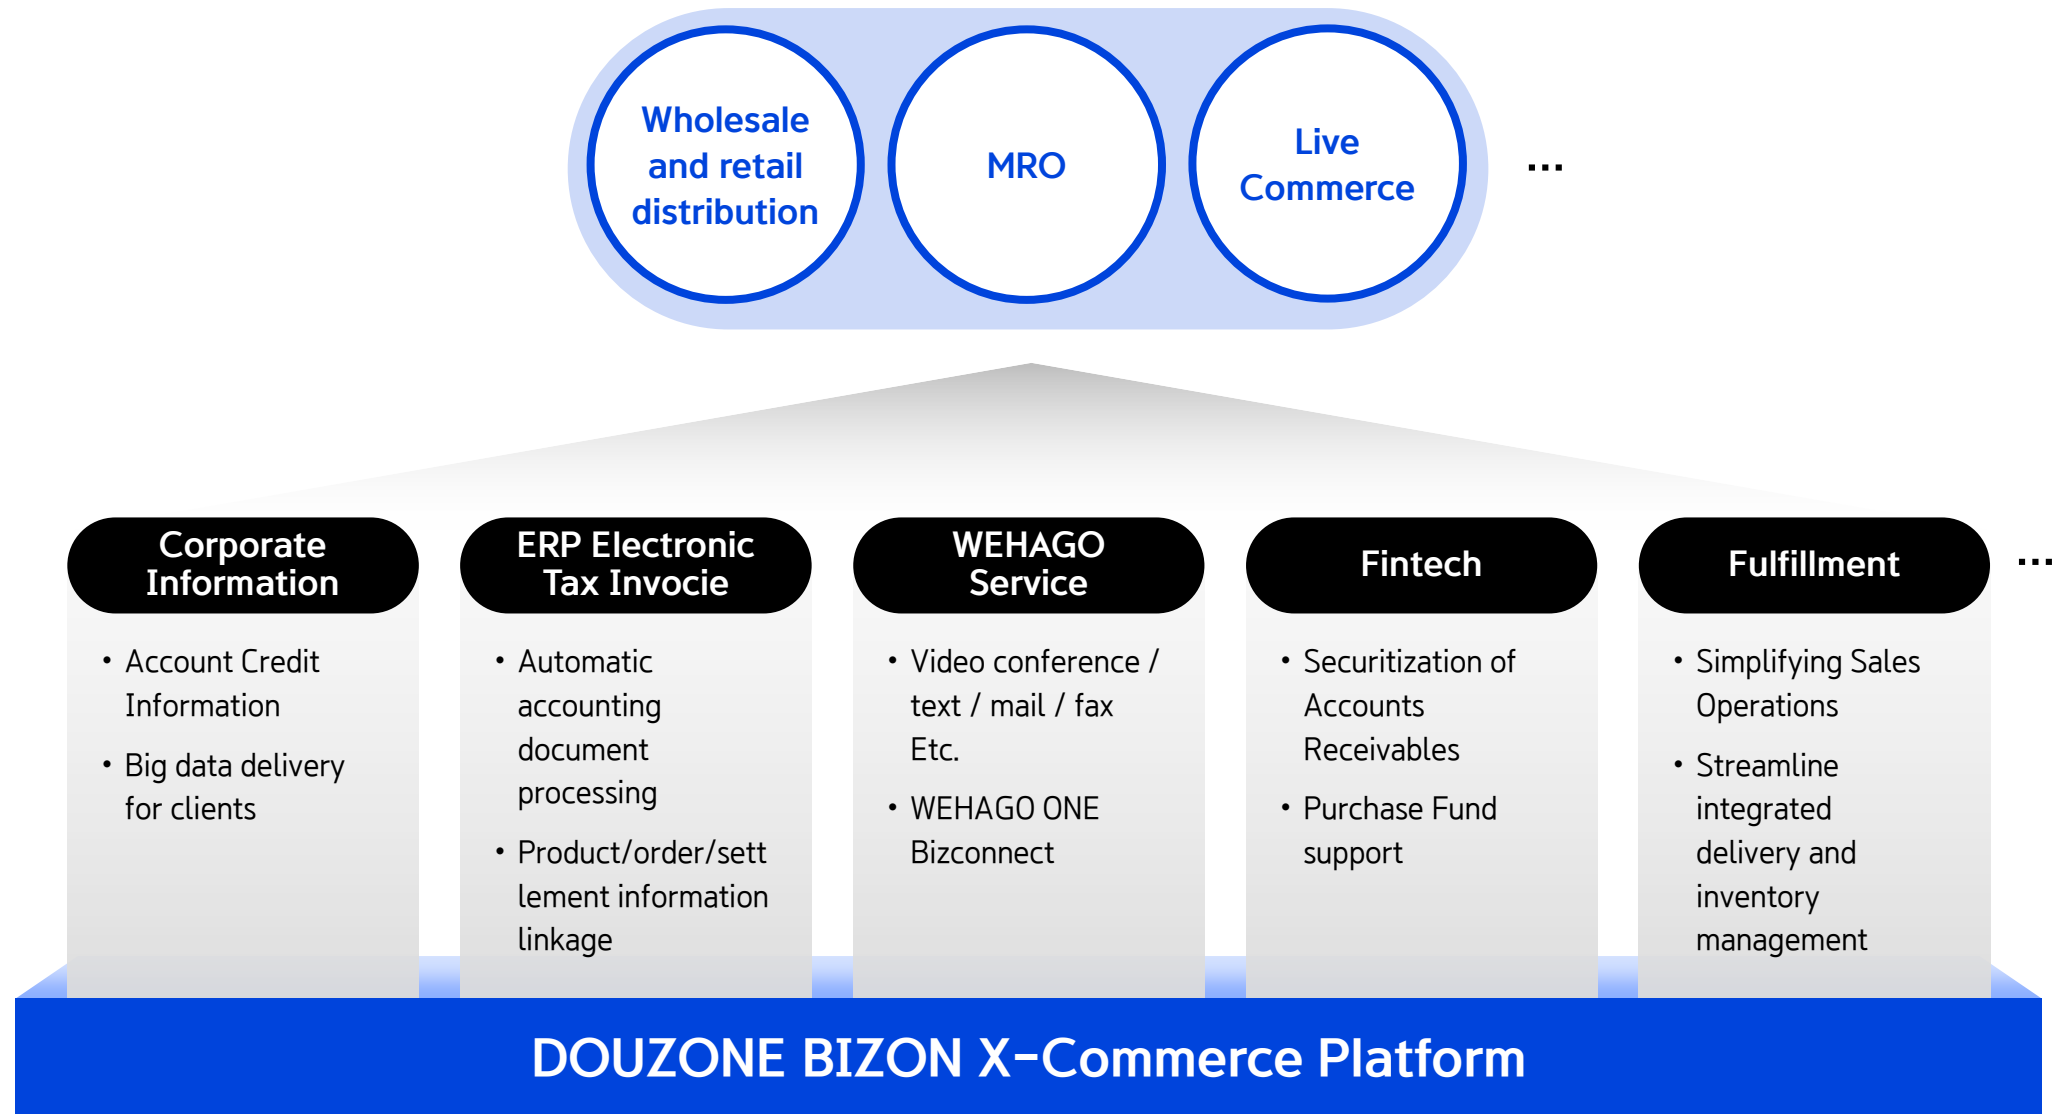 Wholesale
and retail
distribution
MRO
Live
Commerce
...
Corporate
Information
• Account Credit
Information
• Big data delivery
for clients
ERP Electronic
Tax Invocie
• Automatic
accounting
document
processing
• Product/order/sett
lement information
linkage
WEHAGO
Service
• Video conference /
text / mail / fax
Etc.
• WEHAGO ONE
Bizconnect
Fintech
• Securitization of
Accounts
Receivables
• Purchase Fund
support
Fulfillment
• Simplifying Sales
Operations
• Streamline
integrated
delivery and
inventory
management
...
DOUZONE BIZON X-Commerce Platform